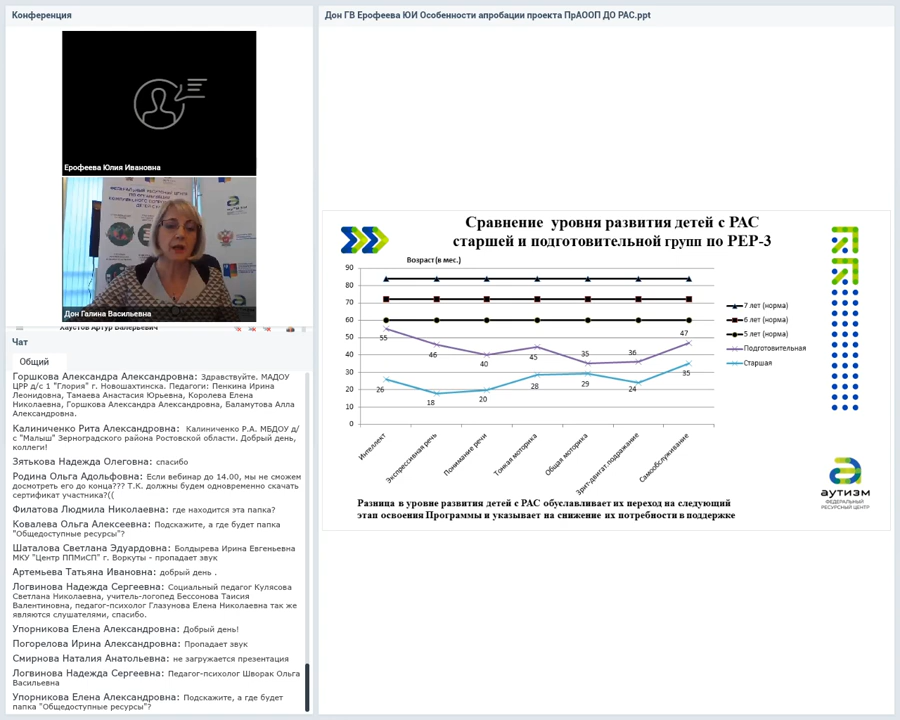 Конференция
Ерофеева Юлия Ивановна
Дон Галина Васильевна
Хаустов Артур Валерьевич
Чат
Общий
Горшкова Александра Александровна: Здравствуйте. МАДОУ
ЦРР д/с 1 "Глория" г. Новошахтинска. Педагоги: Пенкина Ирина
Леонидовна, Тамаева Анастасия Юрьевна, Королева Елена
Николаевна, Горшкова Александра Александровна, Баламутова Алла
Александровна.
Калиниченко Рита Александровна: Калиниченко Р.А. МБДОУ д/
с "Малыш" Зерноградского района Ростовской области. Добрый день,
коллеги!
Зятькова Надежда Олеговна: спасибо
Родина Ольга Адольфовна: Если вебинар до 14.00, мы не сможем
досмотреть его до конца??? Т.К. должны будем одновременно скачать
сертификат участника?((
Филатова Людмила Николаевна: где находится эта папка?
Ковалева Ольга Алексеевна: Подскажите, а где будет папка
"Общедоступные ресурсы"?
Шаталова Светлана Эдуардовна: Болдырева Ирина Евгеньевна
МКУ "Центр ППМиСП" г. Воркуты - пропадает звук
Артемьева Татьяна Ивановна: добрый день .
Логвинова Надежда Сергеевна: Социальный педагог Кулясова
Светлана Николаевна, учитель-логопед Бессонова Таисия
Валентиновна, педагог-психолог Глазунова Елена Николаевна так же
являются слушателями, спасибо.
Упорникова Елена Александровна: Добрый день!
Погорелова Ирина Александровна: Пропадает звук
Смирнова Наталия Анатольевна: не загружается презентация
Логвинова Надежда Сергеевна: Педагог-психолог Шворак Ольга
Васильевна
Упорникова Елена Александровна: Подскажите, а где будет
папка "Общедоступные ресурсы"?
Дон ГВ Ерофеева ЮИ Особенности апробации проекта ПрАООП ДО РАС.ppt
Сравнение уровня развития детей с РАС
старшей и подготовительной групп по PEP-3
Возраст (в мес.)
90
80
70
60
50
40
30
20
10
0
55
46
40
45
35
36
47
26
18
20
28
29
24
35
Интеллект
Экспрессивная речь
Понимание речи
Тонкая моторика
Общая моторика
Зрит-двигат.подражание
Самообслуживание
7 лет (норма)
6 лет (норма)
5 лет (норма)
Подготовительная
Старшая
Разница в уровне развития детей с РАС обуславливает их переход на следующий
этап освоения Программы и указывает на снижение их потребности в поддержке
аутизм
ФЕДЕРАЛЬНЫЙ
РЕСУРСНЫЙ ЦЕНТР